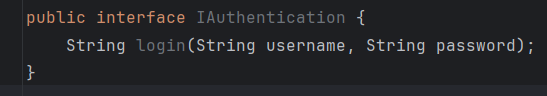 public interface IAuthentication {
    String login(String username, String password);
}